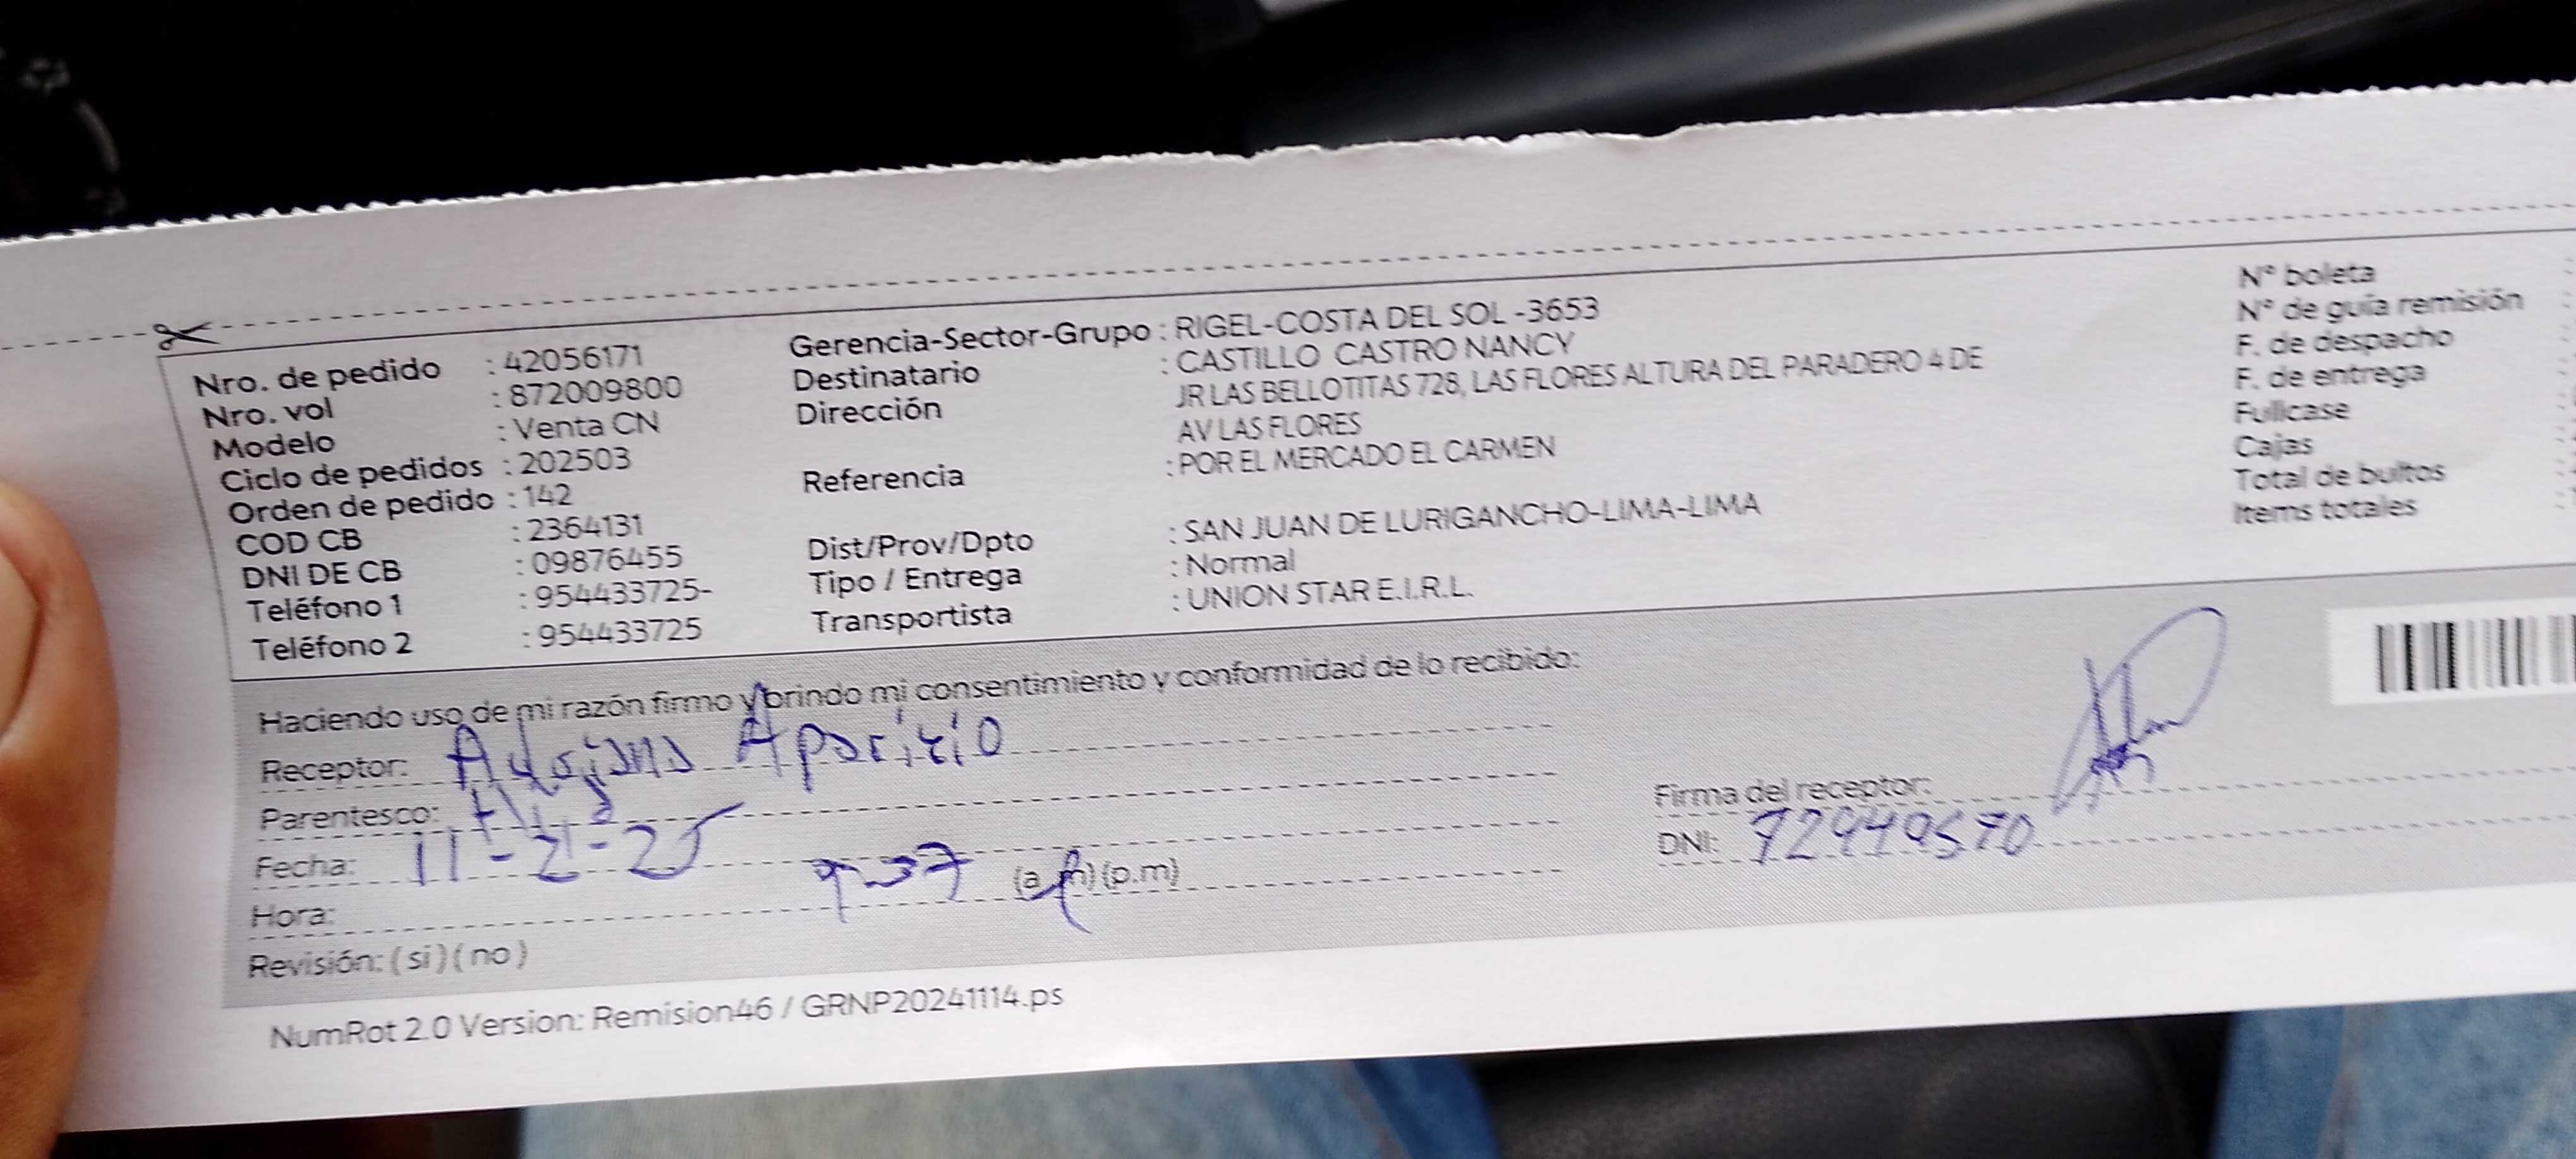 Nro. de pedido : 42056171
Nro. vol : 872009800
Modelo : Venta CN
Ciclo de pedidos : 202503
Orden de pedido : 142
COD CB : 2364131
DNI DE CB : 09876455
Teléfono 1 : 954433725-
Teléfono 2 : 954433725
Gerencia-Sector-Grupo : RIGEL-COSTA DEL SOL -3653
Destinatario : CASTILLO CASTRO NANCY
Dirección JR LAS BELLOTITAS 728, LAS FLORES ALTURA DEL PARADERO 4 DE
AV LAS FLORES
Referencia : POR EL MERCADO EL CARMEN
Dist/Prov/Dpto : SAN JUAN DE LURIGANCHO-LIMA-LIMA
Tipo / Entrega : Normal
Transportista : UNION STAR E.I.R.L.
N° boleta
N° de guía remisión
F. de despacho
F. de entrega
Fullcase
Cajas
Total de bultos
Items totales
Haciendo uso de mi razón firmo y brindo mi consentimiento y conformidad de lo recibido:
Receptor: Aparicio
Parentesco:
Fecha: 11-21-25
Hora: (a.m)(p.m)
Revisión: (si)(no)
Firma del receptor:
DNI: 72949570
NumRot 2.0 Version: Remision46 / GRNP20241114.ps